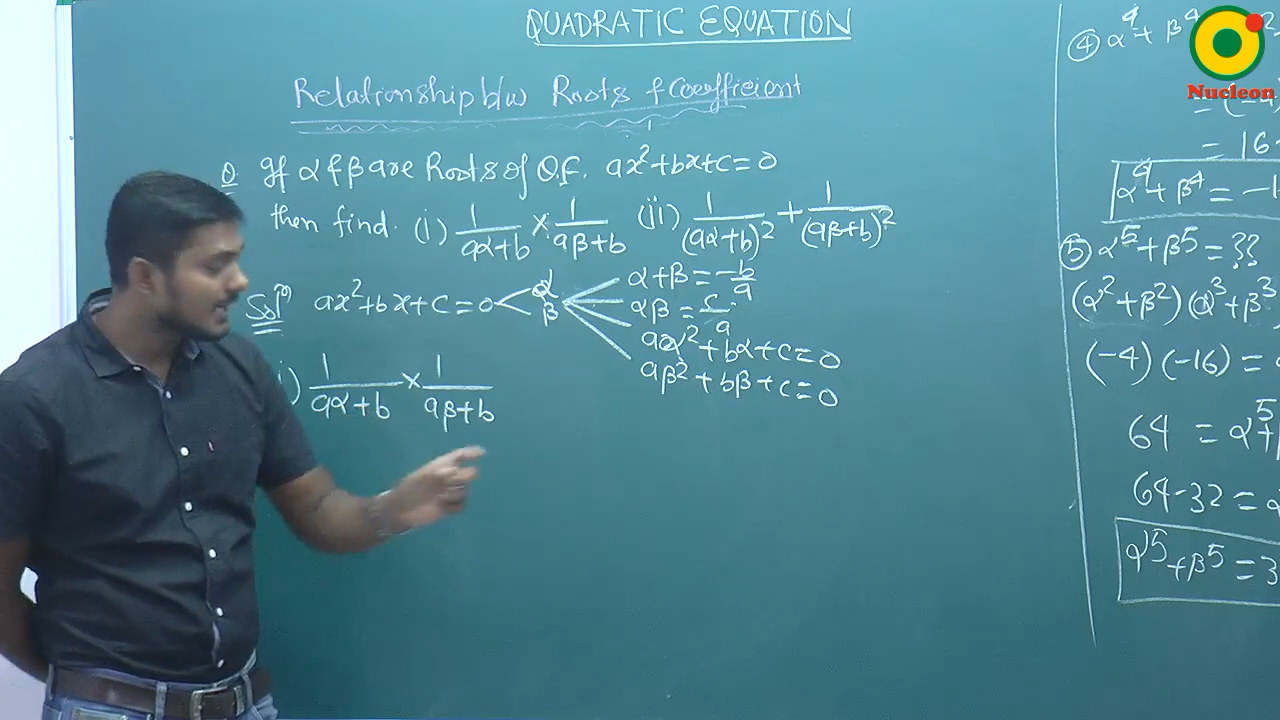 QUADRATIC EQUATION
Relationship b/w Roots & Coefficient
Q If α & β are Roots of Q.E. ax²+bx+c=0
then find. (i) 1/(aα+b) × 1/(aβ+b) (ii) 1/(aα+b)² + 1/(aβ+b)²
Solⁿ ax²+bx+c=0 < α β
α+β = -b/a
αβ = c/a
aα²+bα+c=0
aβ²+bβ+c=0
i) 1/(aα+b) × 1/(aβ+b)
④ α⁴+β⁴
= (-4)
= 16-
α⁴+β⁴ = -1
⑤ α⁵+β⁵ = ??
(α²+β²)(α³+β³
(-4)(-16) =
64 = α⁵+β
64-32 =
α⁵+β⁵ = 3
Nucleon